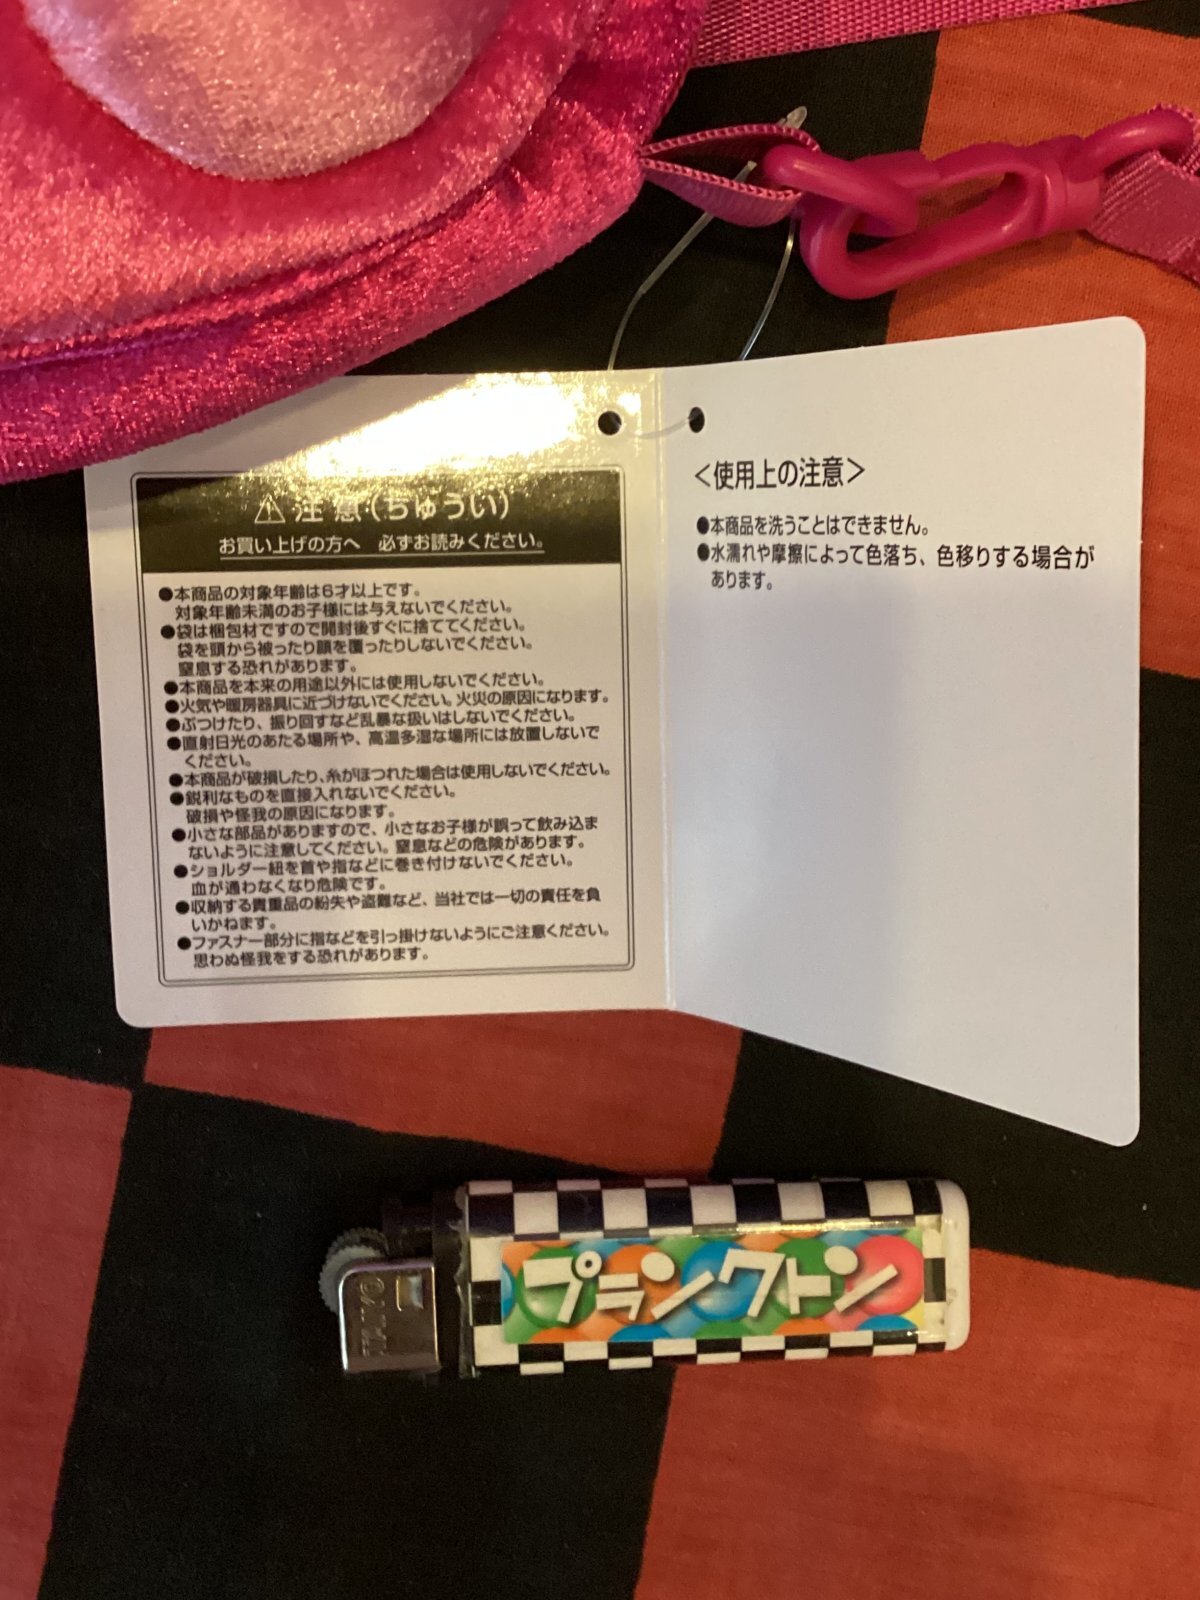 ⚠ 注 意(ちゅうい)
お買い上げの方へ 必ずお読みください。
●本商品の対象年齢は6才以上です。
対象年齢未満のお子様には与えないでください。
●袋は梱包材ですので開封後すぐに捨ててください。
袋を頭から被ったり顔を覆ったりしないでください。
窒息する恐れがあります。
●本商品を本来の用途以外には使用しないでください。
●火気や暖房器具に近づけないでください。火災の原因になります。
●ぶつけたり、振り回すなど乱暴な扱いはしないでください。
●直射日光のあたる場所や、高温多湿な場所には放置しないで
ください。
●本商品が破損したり、糸がほつれた場合は使用しないでください。
●鋭利なものを直接入れないでください。
破損や怪我の原因になります。
●小さな部品がありますので、小さなお子様が誤って飲み込ま
ないように注意してください。窒息などの危険があります。
●ショルダー紐を首や指などに巻き付けないでください。
血が通わなくなり危険です。
●収納する貴重品の紛失や盗難など、当社では一切の責任を負
いかねます。
●ファスナー部分に指などを引っ掛けないようにご注意ください。
思わぬ怪我をする恐れがあります。
<使用上の注意>
●本商品を洗うことはできません。
●水濡れや摩擦によって色落ち、色移りする場合が
あります。
プランクトン